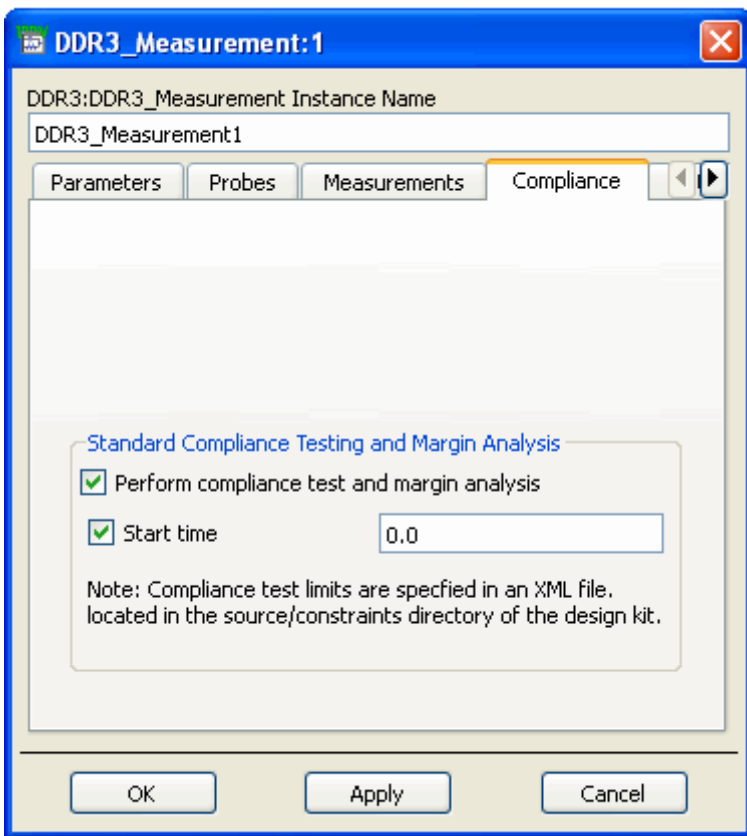 DDR3_Measurement:1
DDR3:DDR3_Measurement Instance Name
DDR3_Measurement1
Parameters
Probes
Measurements
Compliance
Standard Compliance Testing and Margin Analysis
Perform compliance test and margin analysis
Start time
0.0
Note: Compliance test limits are specfied in an XML file.
located in the source/constraints directory of the design kit.
OK
Apply
Cancel